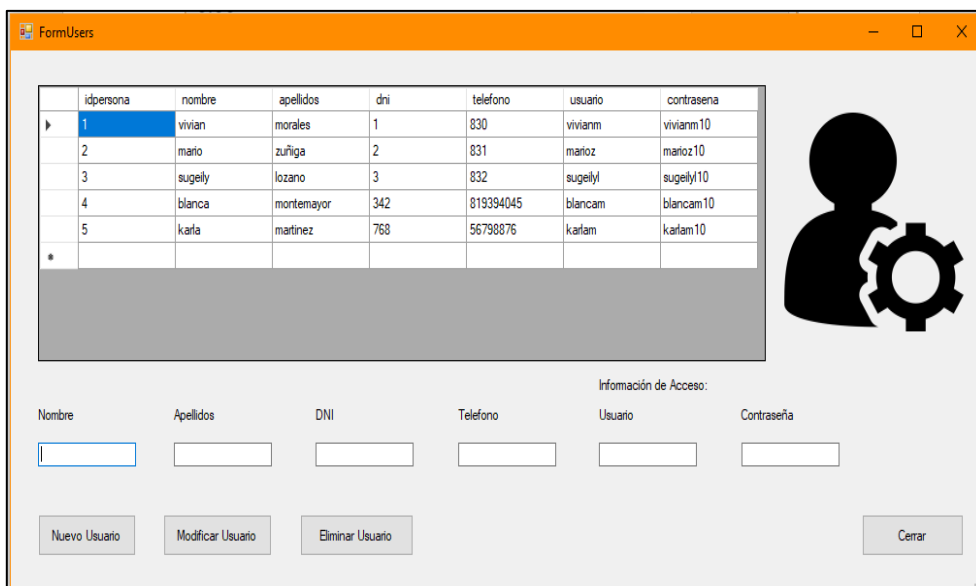 FormUsers
idpersona nombre apellidos dni telefono usuario contrasena
1 vivian morales 1 830 vivianm vivianm10
2 mario zuñiga 2 831 marioz marioz10
3 sugeily lozano 3 832 sugeilyl sugeilyl10
4 blanca montemayor 342 819394045 blancam blancam10
5 karla martinez 768 56798876 karlam karlam10
Información de Acceso:
Nombre Apellidos DNI Telefono Usuario Contraseña
Nuevo Usuario Modificar Usuario Eliminar Usuario Cerrar